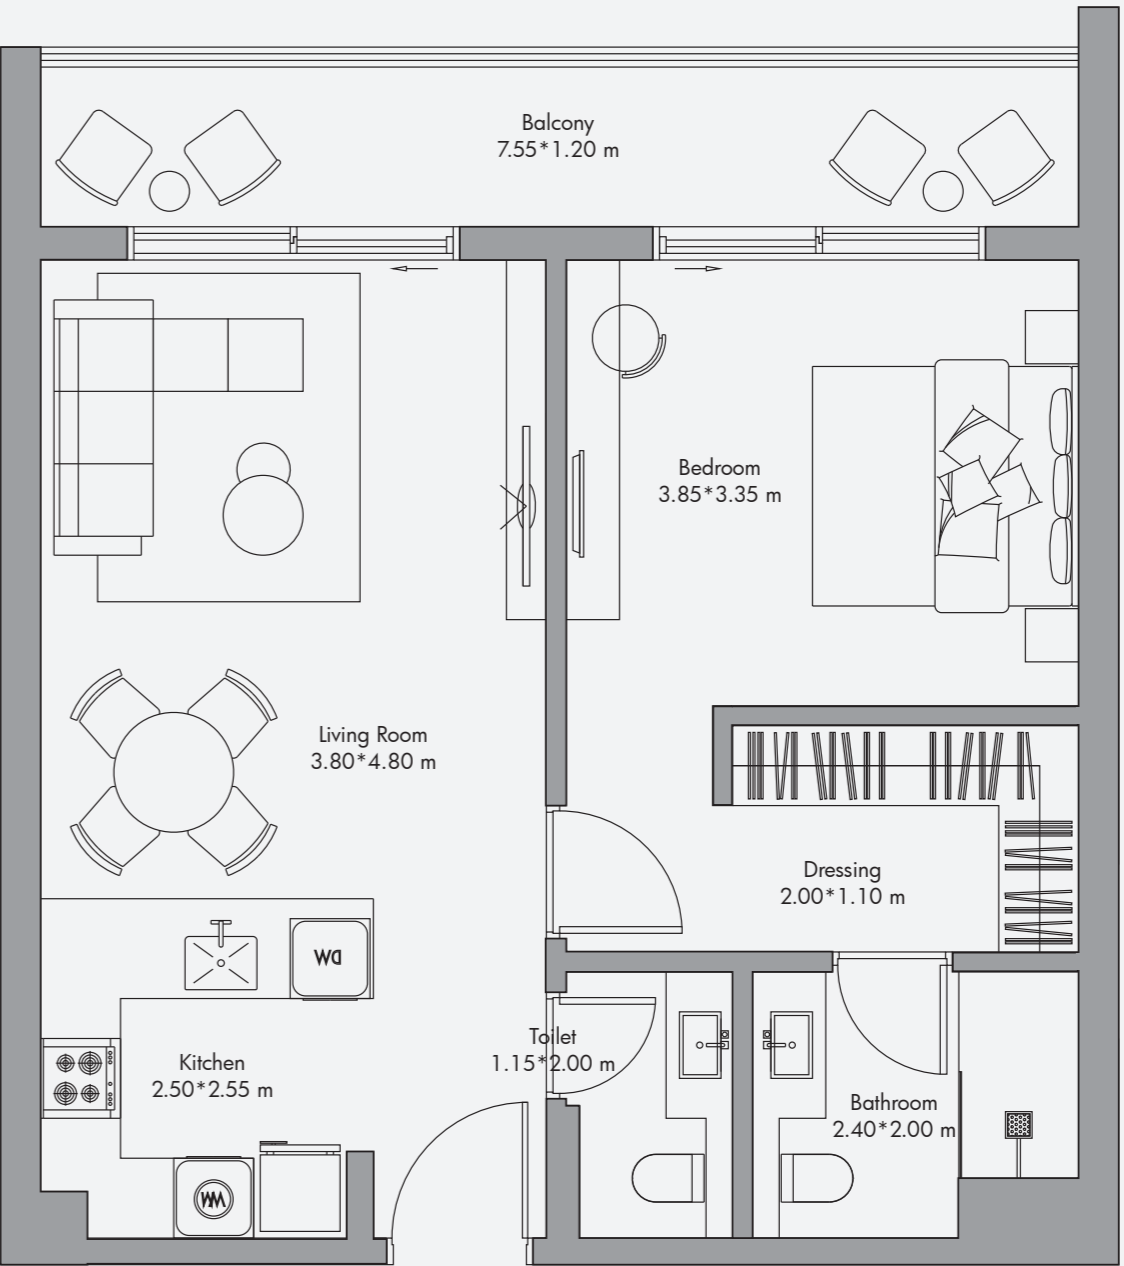 Balcony
7.55*1.20 m
Bedroom
3.85*3.35 m
Living Room
3.80*4.80 m
Dressing
2.00*1.10 m
DW
Toilet
1.15*2.00 m
Kitchen
2.50*2.55 m
Bathroom
2.40*2.00 m
WM